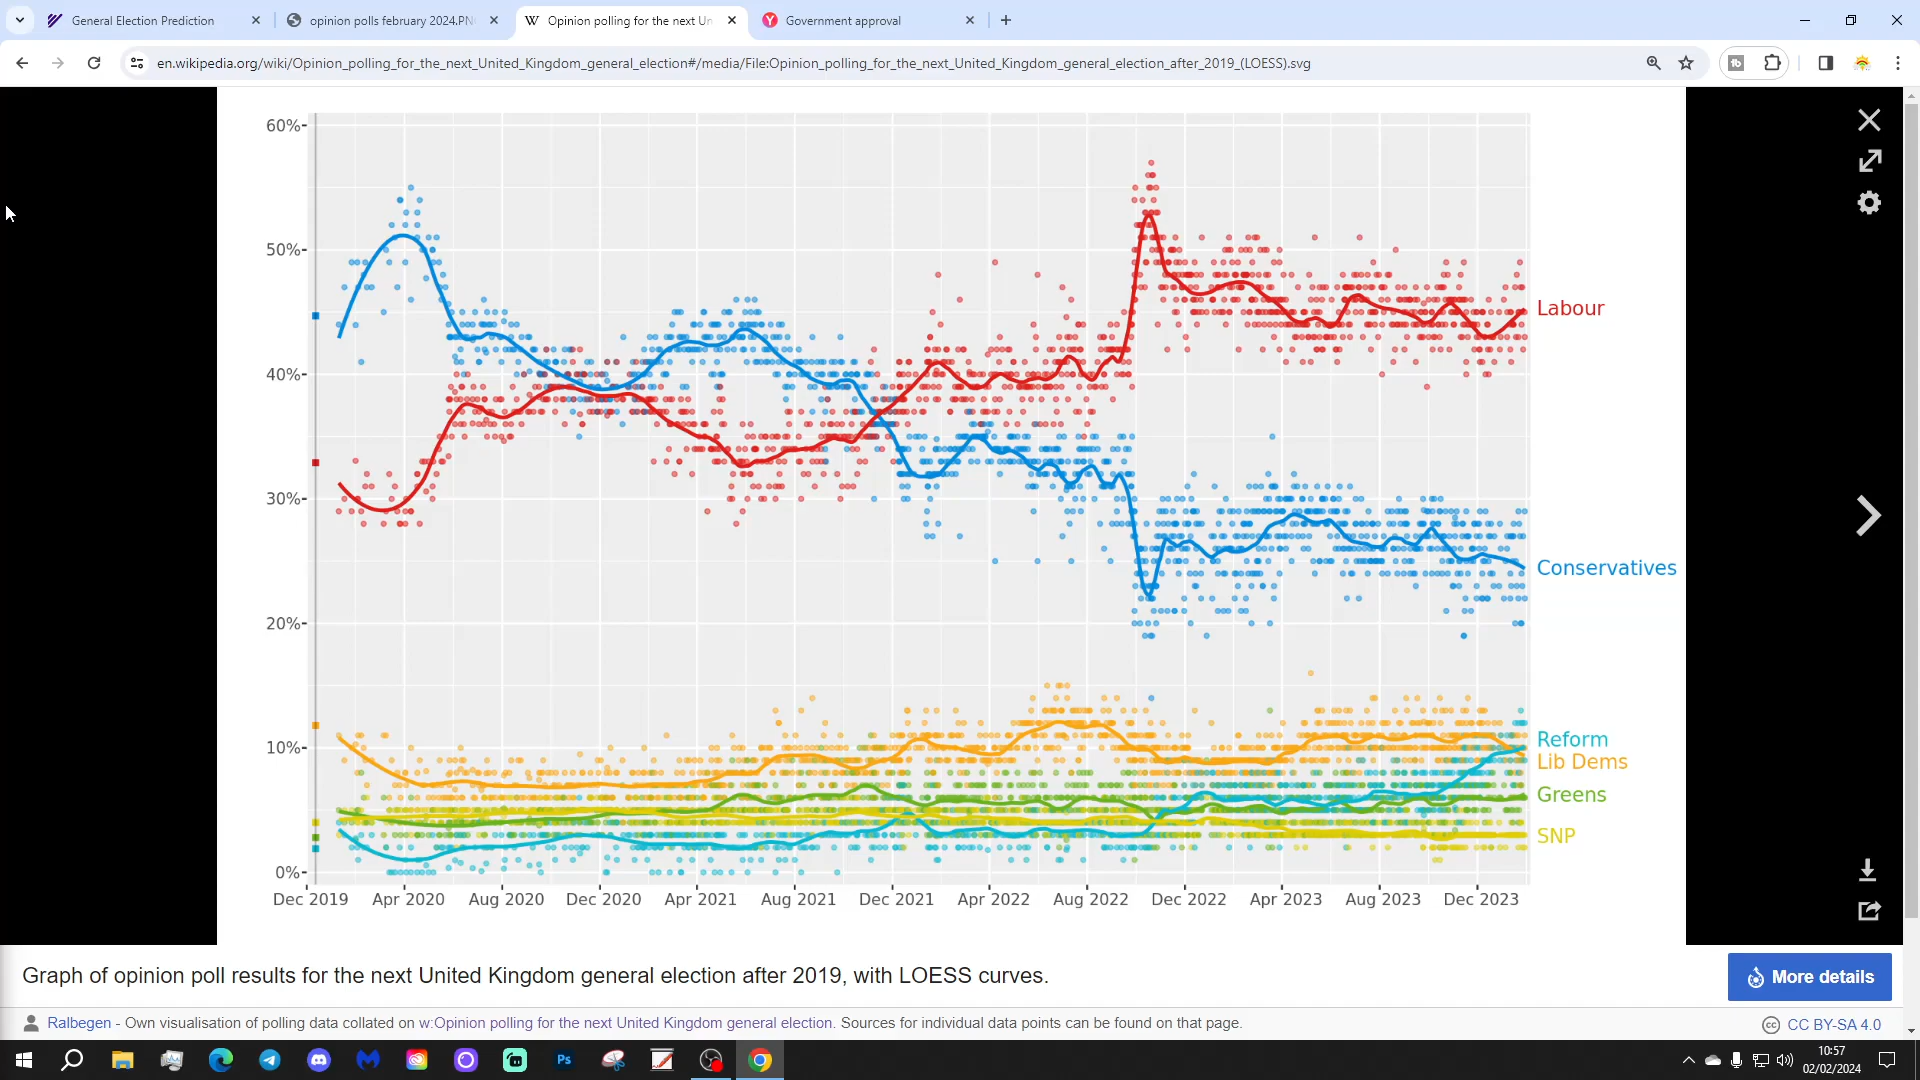 General Election Prediction
opinion polls february 2024.PN
Opinion polling for the next Un
Government approval
en.wikipedia.org/wiki/Opinion_polling_for_the_next_United_Kingdom_general_election#/media/File:Opinion_polling_for_the_next_United_Kingdom_general_election_after_2019_(LOESS).svg
60%
50%
40%
30%
20%
10%
0%
Labour
Conservatives
Reform
Lib Dems
Greens
SNP
Dec 2019 Apr 2020 Aug 2020 Dec 2020 Apr 2021 Aug 2021 Dec 2021 Apr 2022 Aug 2022 Dec 2022 Apr 2023 Aug 2023 Dec 2023
Graph of opinion poll results for the next United Kingdom general election after 2019, with LOESS curves.
More details
Ralbegen - Own visualisation of polling data collated on w:Opinion polling for the next United Kingdom general election. Sources for individual data points can be found on that page.
CC BY-SA 4.0
10:57
02/02/2024